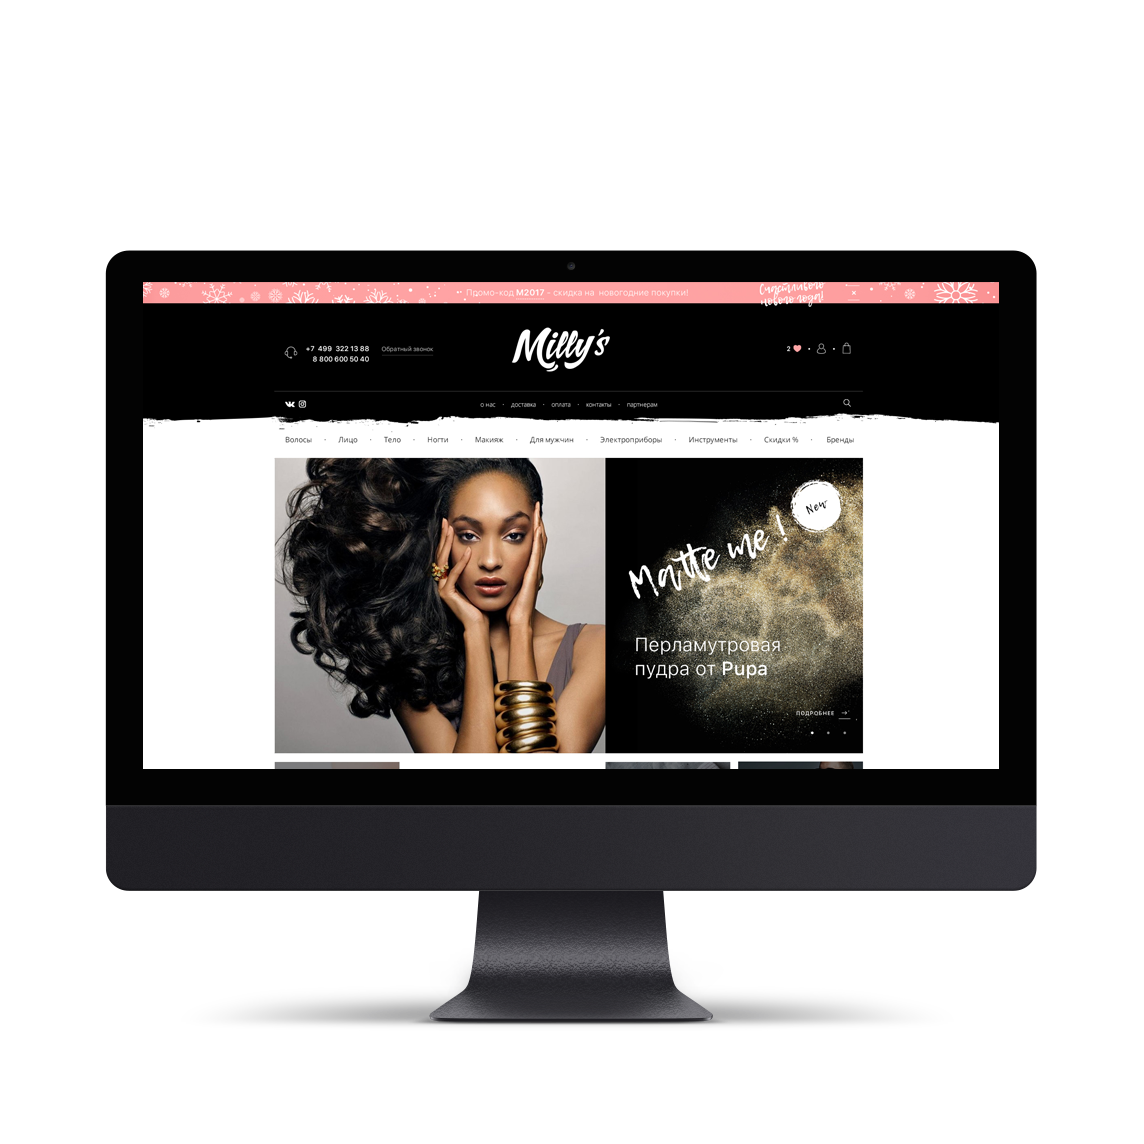 Промо-код M2017 - скидка на новогодние покупки!
Счастливого
нового года!
+7 499 322 13 88
8 800 600 50 40
Обратный звонок
Milly's
2
о нас · доставка · оплата · контакты · партнерам
Волосы · Лицо · Тело · Ногти · Макияж · Для мужчин · Электроприборы · Инструменты · Скидки % · Бренды
New
Matte me !
Перламутровая
пудра от Pupa
ПОДРОБНЕЕ